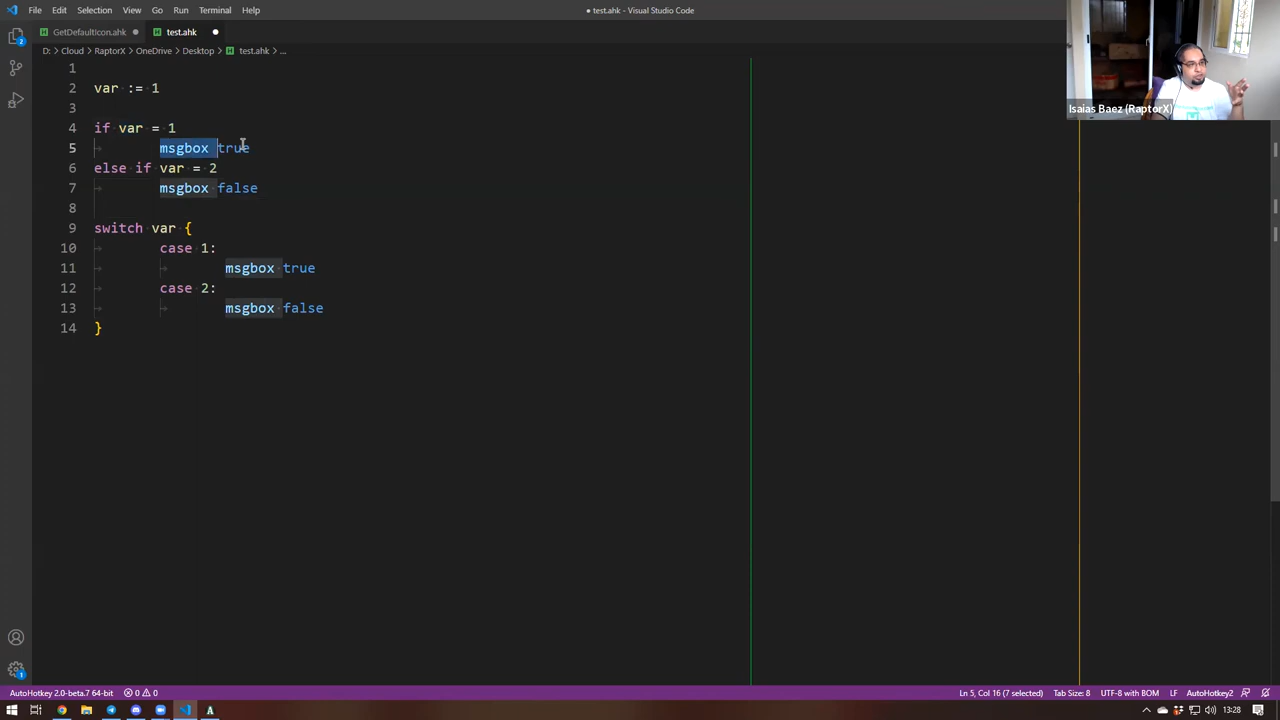 File Edit Selection View Go Run Terminal Help
● test.ahk - Visual Studio Code
GetDefaultIcon.ahk ● test.ahk ●
D: > Cloud > RaptorX > OneDrive > Desktop > test.ahk > ...
1
2 var := 1
3
4 if var = 1
5 msgbox true
6 else if var = 2
7 msgbox false
8
9 switch var {
10 case 1:
11 msgbox true
12 case 2:
13 msgbox false
14 }
Isaias Baez (RaptorX)
2
1
AutoHotkey 2.0-beta.7 64-bit 0 0 Ln 5, Col 16 (7 selected) Tab Size: 8 UTF-8 with BOM LF AutoHotkey2
13:28